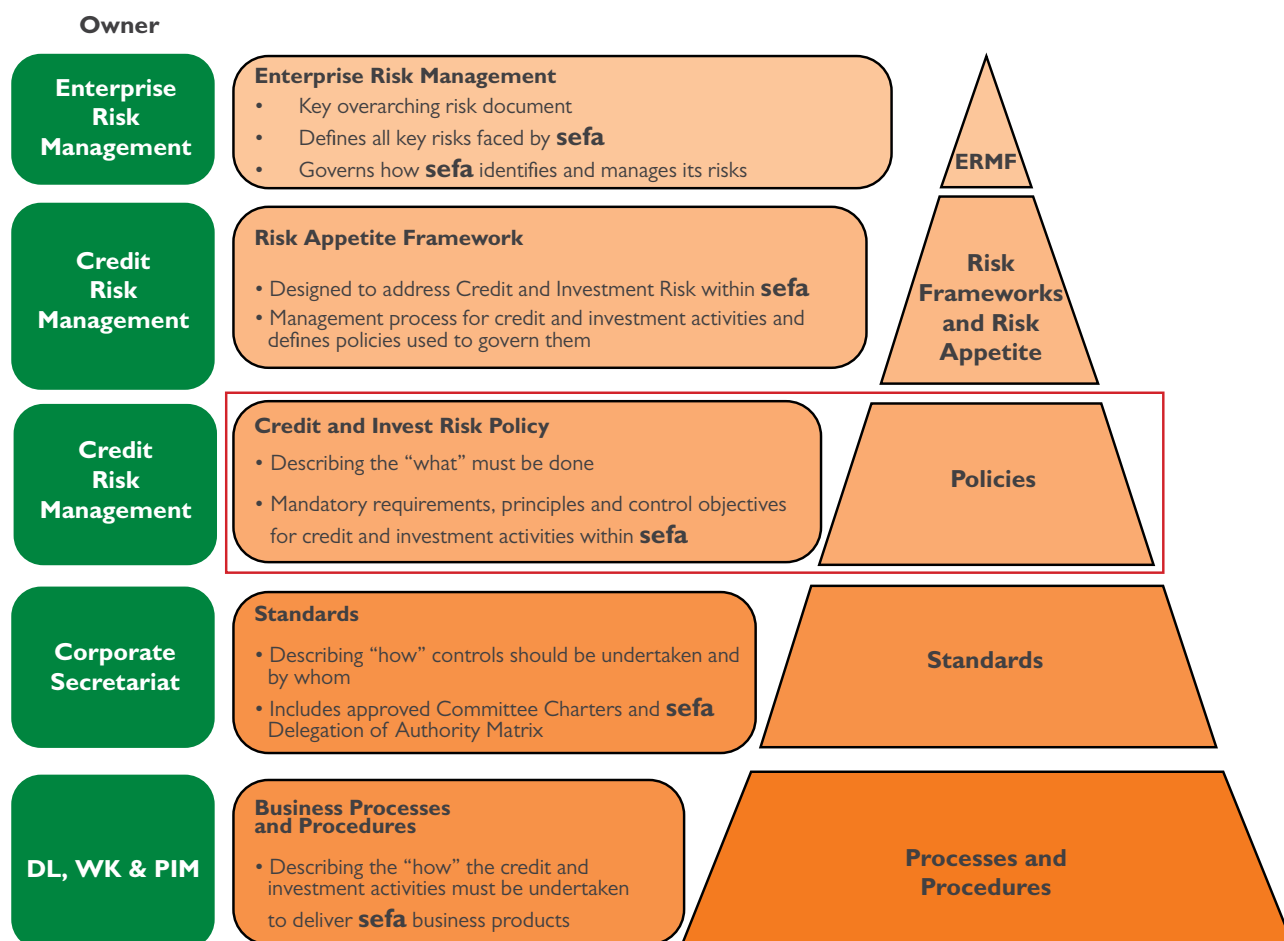 Owner
Enterprise
Risk
Management
Enterprise Risk Management
• Key overarching risk document
• Defines all key risks faced by sefa
• Governs how sefa identifies and manages its risks
ERMF
Credit
Risk
Management
Risk Appetite Framework
• Designed to address Credit and Investment Risk within sefa
• Management process for credit and investment activities and
defines policies used to govern them
Risk
Frameworks
and Risk
Appetite
Credit
Risk
Management
Credit and Invest Risk Policy
• Describing the “what” must be done
• Mandatory requirements, principles and control objectives
for credit and investment activities within sefa
Policies
Corporate
Secretariat
Standards
• Describing “how” controls should be undertaken and
by whom
• Includes approved Committee Charters and sefa
Delegation of Authority Matrix
Standards
DL, WK & PIM
Business Processes
and Procedures
• Describing the “how” the credit and
investment activities must be undertaken
to deliver sefa business products
Processes and
Procedures